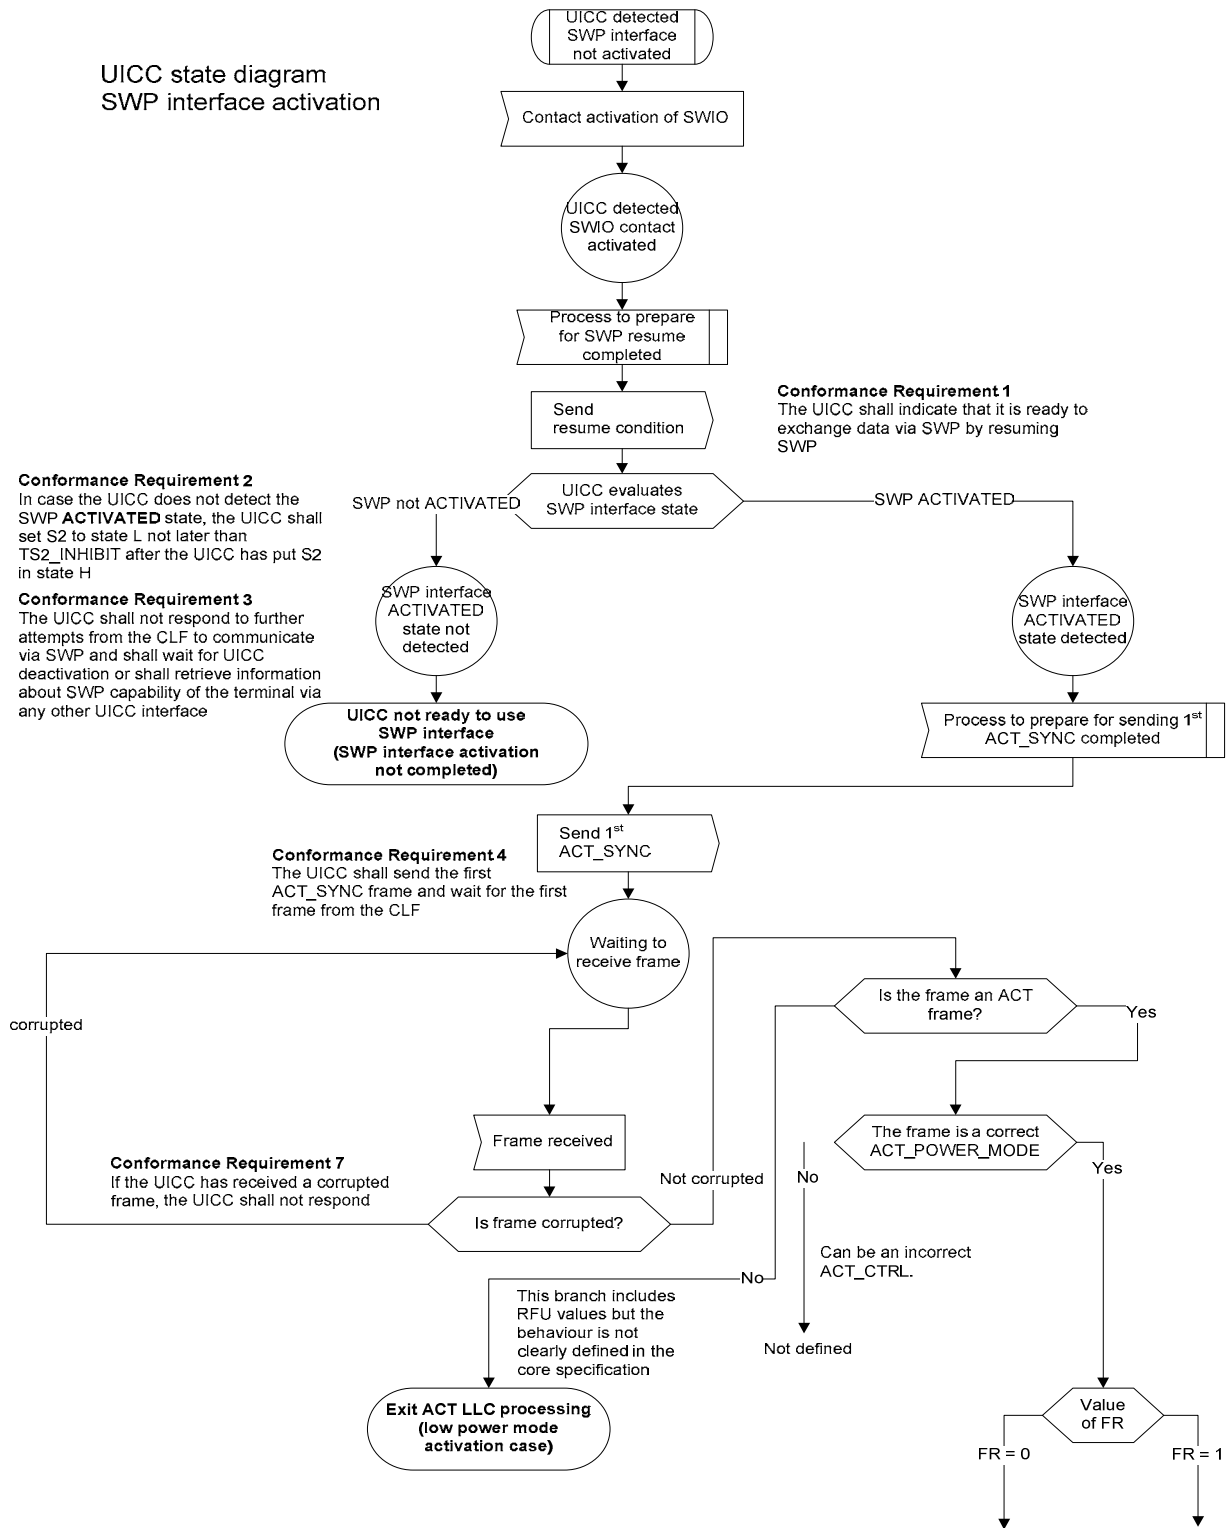 UICC detected
SWP interface
not activated
UICC state diagram
SWP interface activation
Contact activation of SWIO
UICC detected
SWIO contact
activated
Process to prepare
for SWP resume
completed
Send
resume condition
Conformance Requirement 1
The UICC shall indicate that it is ready to
exchange data via SWP by resuming
SWP
UICC evaluates
SWP interface state
SWP not ACTIVATED
SWP ACTIVATED
Conformance Requirement 2
In case the UICC does not detect the
SWP ACTIVATED state, the UICC shall
set S2 to state L not later than
TS2_INHIBIT after the UICC has put S2
in state H
Conformance Requirement 3
The UICC shall not respond to further
attempts from the CLF to communicate
via SWP and shall wait for UICC
deactivation or shall retrieve information
about SWP capability of the terminal via
any other UICC interface
SWP interface
ACTIVATED
state not
detected
SWP interface
ACTIVATED
state detected
UICC not ready to use
SWP interface
(SWP interface activation
not completed)
Process to prepare for sending 1st
ACT_SYNC completed
Send 1st
ACT_SYNC
Conformance Requirement 4
The UICC shall send the first
ACT_SYNC frame and wait for the first
frame from the CLF
Waiting to
receive frame
Is the frame an ACT
frame?
Yes
corrupted
Frame received
The frame is a correct
ACT_POWER_MODE
Yes
No
Conformance Requirement 7
If the UICC has received a corrupted
frame, the UICC shall not respond
Not corrupted
Is frame corrupted?
Can be an incorrect
ACT_CTRL.
No
This branch includes
RFU values but the
behaviour is not
clearly defined in the
core specification
Not defined
Exit ACT LLC processing
(low power mode
activation case)
Value
of FR
FR = 0
FR = 1